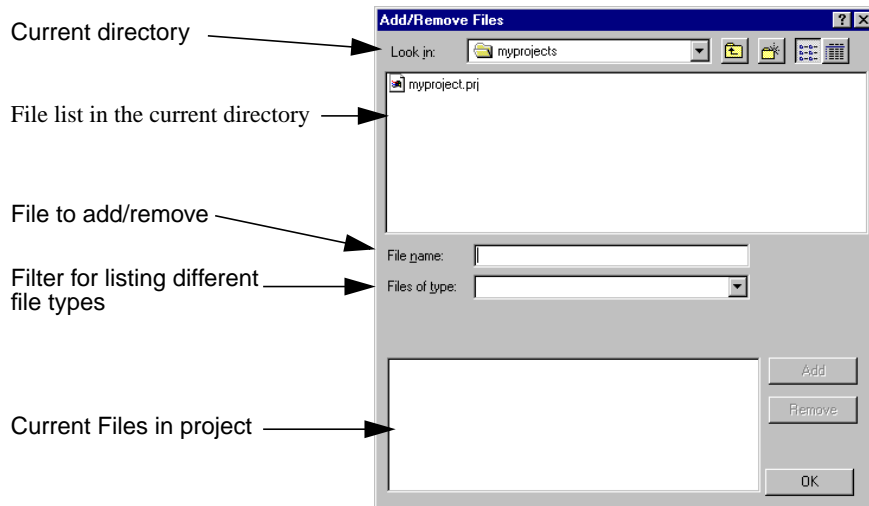 Add/Remove Files
Current directory
Look in:
myprojects
myproject.prj
File list in the current directory
File to add/remove
File name:
Filter for listing different
file types
Files of type:
Add
Remove
Current Files in project
OK